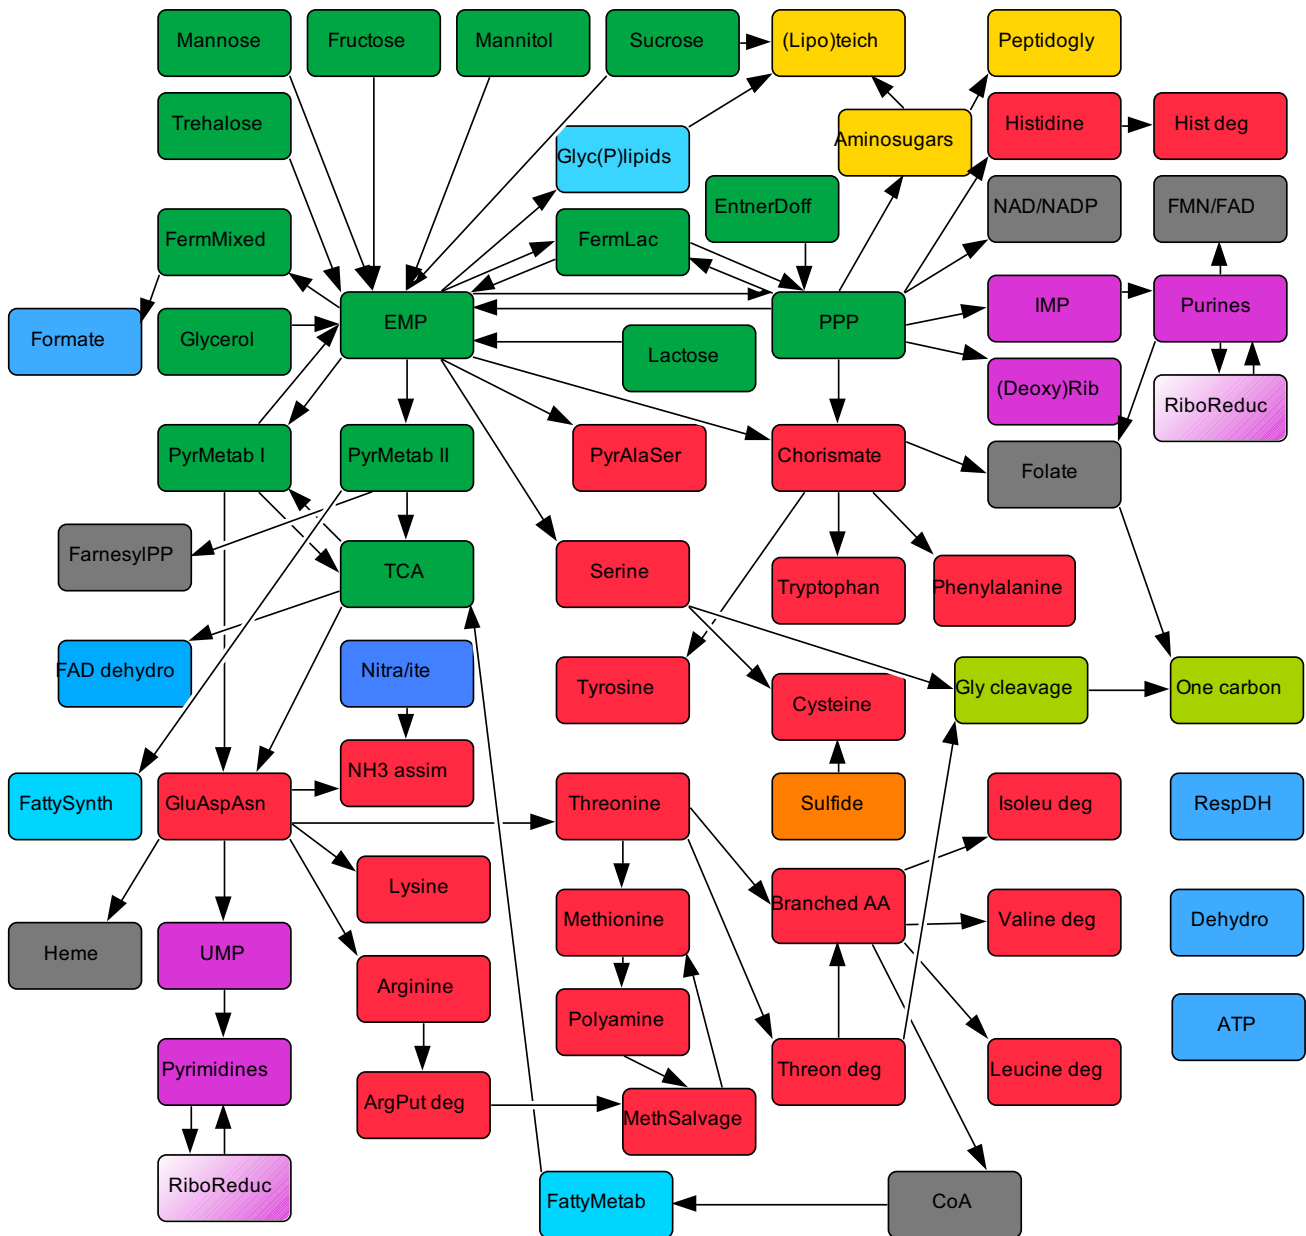 Mannose
Fructose
Mannitol
Sucrose
(Lipo)teich
Peptidogly
Trehalose
Glyc(P)lipids
Aminosugars
Histidine
Hist deg
FermMixed
FermLac
EntnerDoff
NAD/NADP
FMN/FAD
Formate
Glycerol
EMP
Lactose
PPP
IMP
Purines
(Deoxy)Rib
RiboReduc
PyrMetab I
PyrMetab II
PyrAlaSer
Chorismate
Folate
FarnesylPP
TCA
Serine
Tryptophan
Phenylalanine
FAD dehydro
Nitra/ite
Tyrosine
Cysteine
Gly cleavage
One carbon
FattySynth
GluAspAsn
NH3 assim
Threonine
Sulfide
Isoleu deg
RespDH
Lysine
Methionine
Branched AA
Valine deg
Dehydro
Heme
UMP
Arginine
Polyamine
ATP
Pyrimidines
ArgPut deg
MethSalvage
Threon deg
Leucine deg
RiboReduc
FattyMetab
CoA